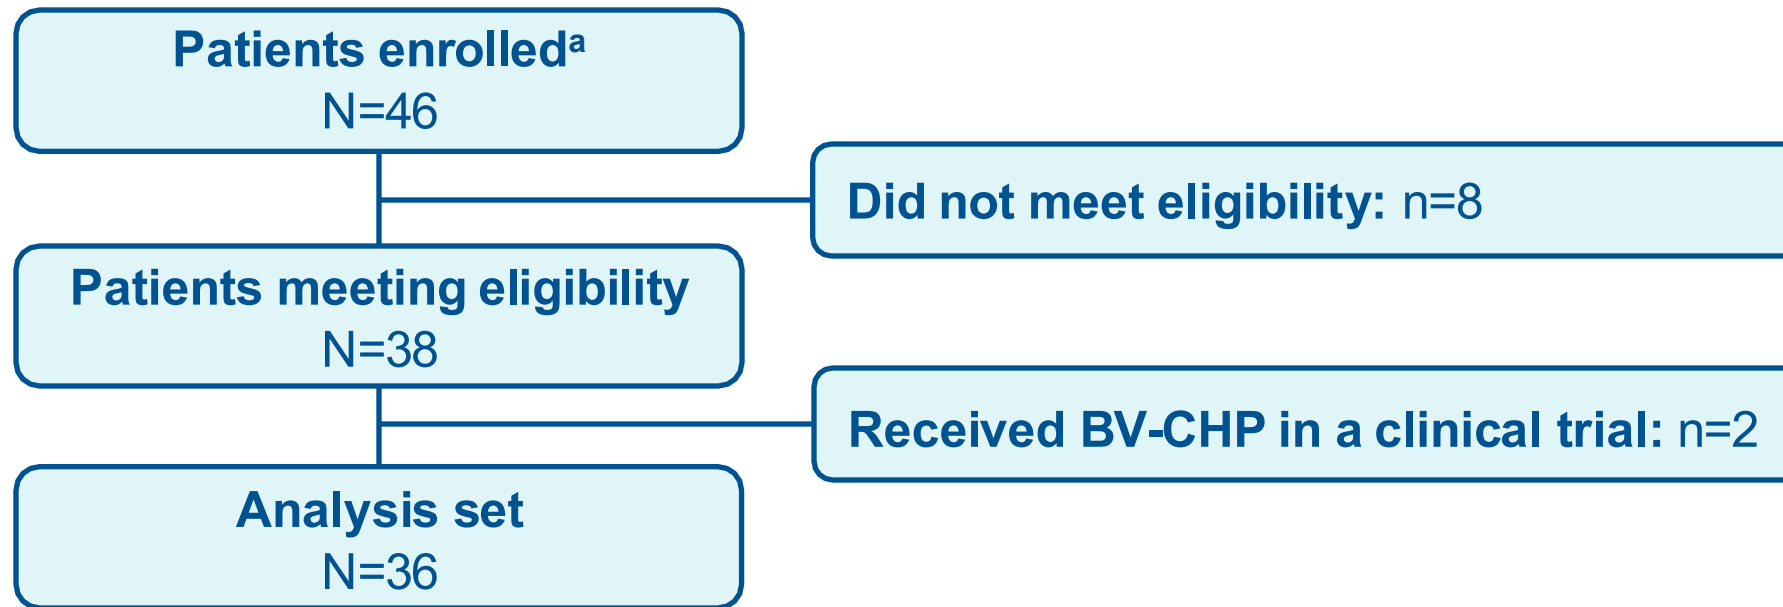 Patients enrolledᵃ
N=46
Did not meet eligibility: n=8
Patients meeting eligibility
N=38
Received BV-CHP in a clinical trial: n=2
Analysis set
N=36